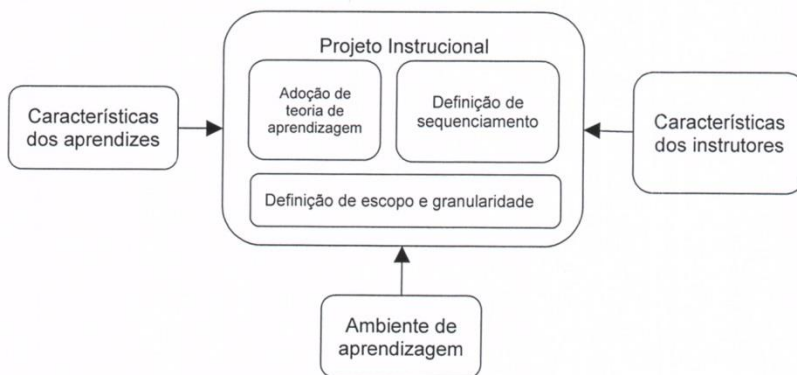 Projeto Instrucional
Adoção de
teoria de
aprendizagem
Definição de
sequenciamento
Características
dos aprendizes
Características
dos instrutores
Definição de escopo e granularidade
Ambiente de
aprendizagem